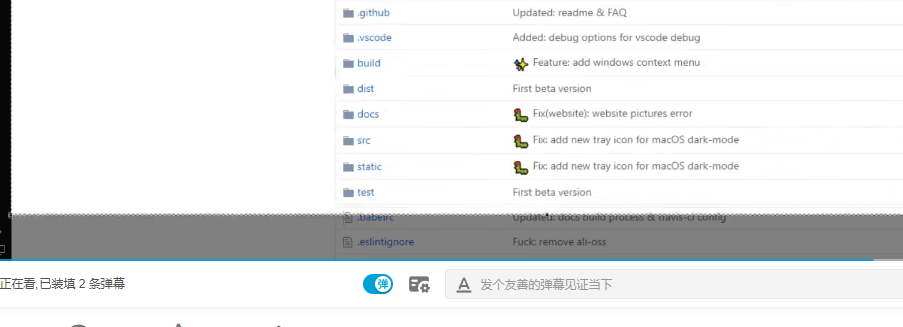 .github Updated: readme & FAQ
.vscode Added: debug options for vscode debug
build Feature: add windows context menu
dist First beta version
docs Fix(website): website pictures error
src Fix: add new tray icon for macOS dark-mode
static Fix: add new tray icon for macOS dark-mode
test First beta version
.babelrc Updated: docs build process & travis-ci config
.eslintignore Fuck: remove ali-oss
正在看,已装填 2 条弹幕 弹 发个友善的弹幕见证当下